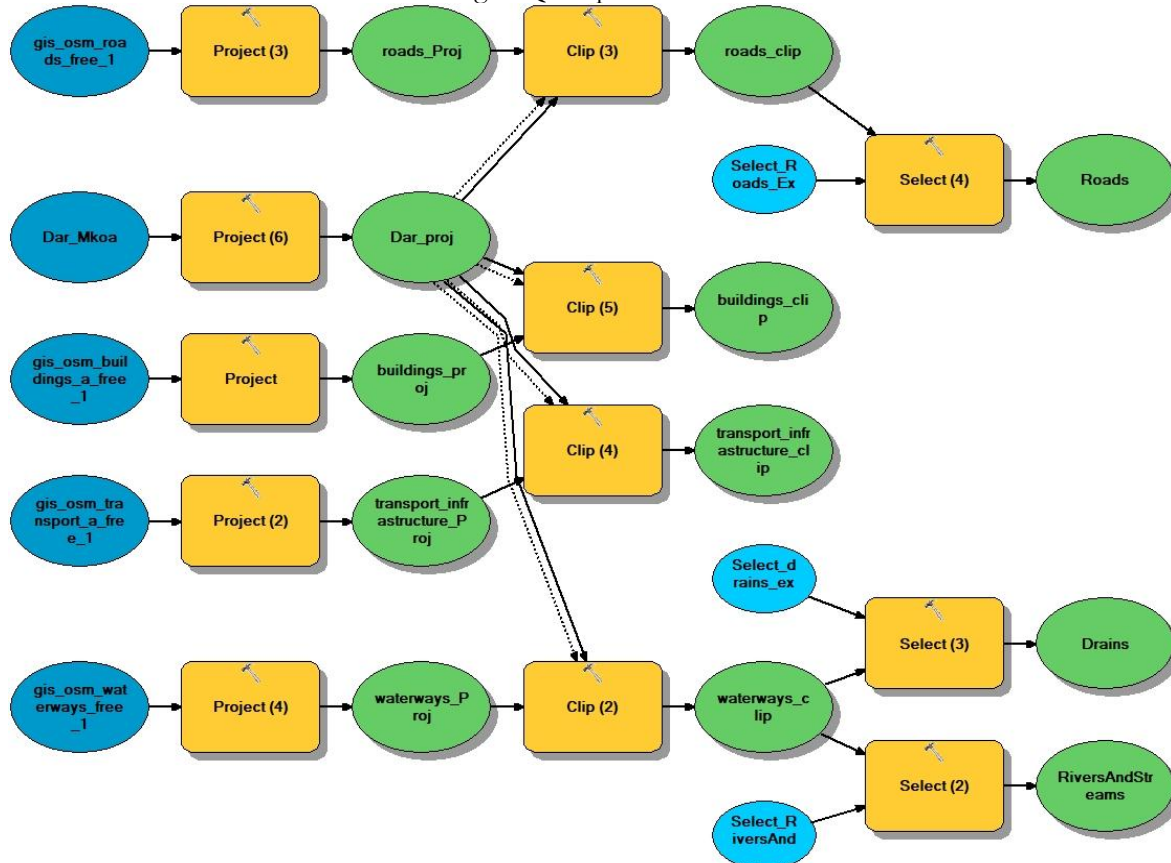 gis_osm_roa
ds_free_1
Project (3)
roads_Proj
Clip (3)
roads_clip
Select_R
oads_Ex
Select (4)
Roads
Dar_Mkoa
Project (6)
Dar_proj
Clip (5)
buildings_cli
p
gis_osm_buil
dings_a_free
_1
Project
buildings_pr
oj
Clip (4)
transport_infr
astructure_cl
ip
gis_osm_tra
nsport_a_fre
e_1
Project (2)
transport_infr
astructure_P
roj
Select_d
rains_ex
Select (3)
Drains
gis_osm_wat
erways_free
_1
Project (4)
waterways_P
roj
Clip (2)
waterways_c
lip
Select (2)
RiversAndStr
eams
Select_R
iversAnd